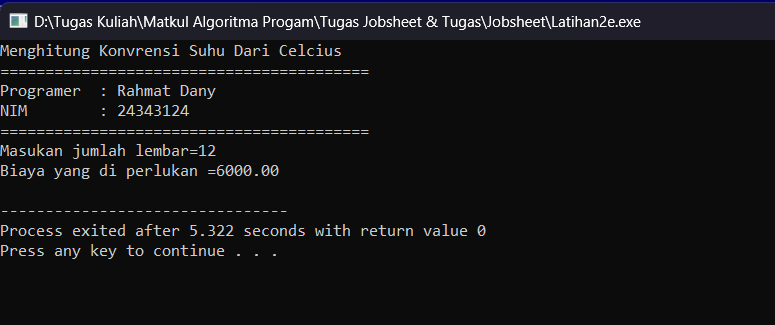 D:\Tugas Kuliah\Matkul Algoritma Progam\Tugas Jobsheet & Tugas\Jobsheet\Latihan2e.exe
Menghitung Konvrensi Suhu Dari Celcius
=========================================
Programer  : Rahmat Dany
NIM        : 24343124
=========================================
Masukan jumlah lembar=12
Biaya yang di perlukan =6000.00
--------------------------------
Process exited after 5.322 seconds with return value 0
Press any key to continue . . .